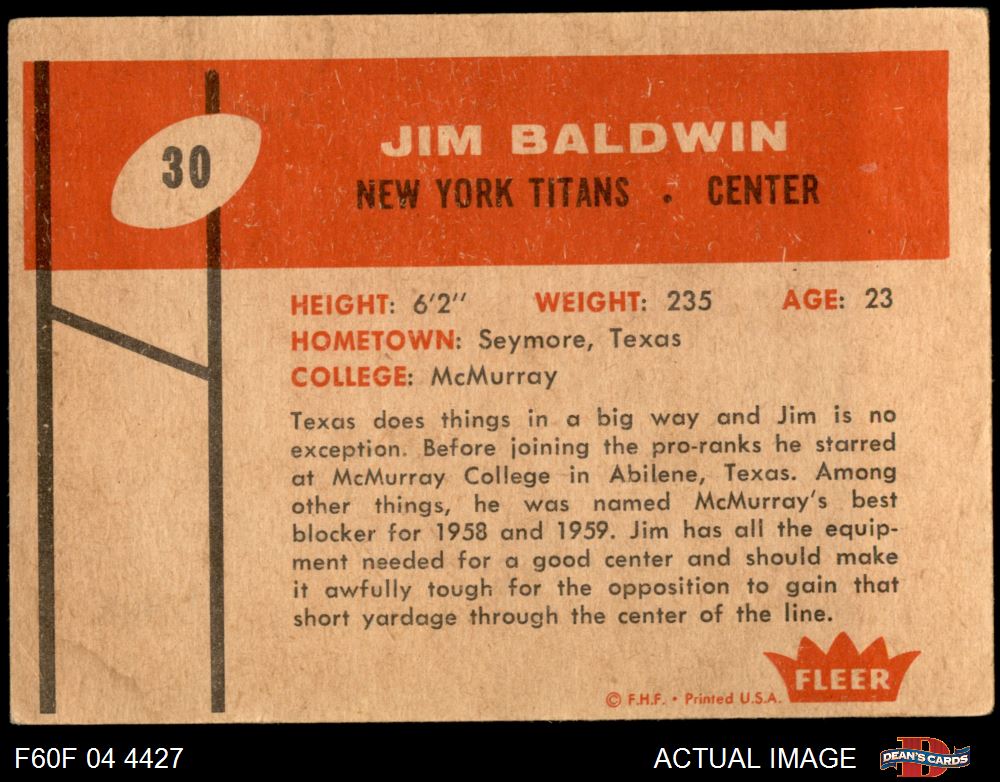 30
JIM BALDWIN
NEW YORK TITANS • CENTER
HEIGHT: 6'2'' WEIGHT: 235 AGE: 23
HOMETOWN: Seymore, Texas
COLLEGE: McMurray
Texas does things in a big way and Jim is no
exception. Before joining the pro-ranks he starred
at McMurray College in Abilene, Texas. Among
other things, he was named McMurray's best
blocker for 1958 and 1959. Jim has all the equip-
ment needed for a good center and should make
it awfully tough for the opposition to gain that
short yardage through the center of the line.
FLEER
© F.H.F. • Printed U.S.A.
F60F 04 4427
ACTUAL IMAGE
D
DEAN'S CARDS